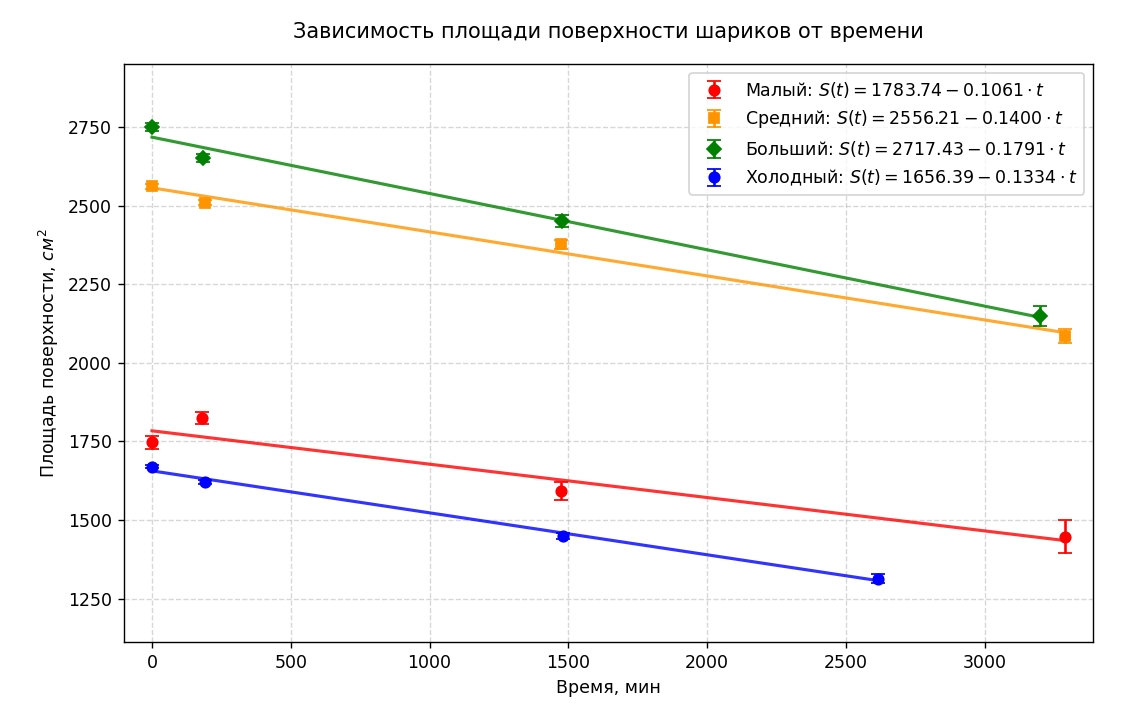 Зависимость площади поверхности шариков от времени
Малый: S(t) = 1783.74 − 0.1061 · t
Средний: S(t) = 2556.21 − 0.1400 · t
Больший: S(t) = 2717.43 − 0.1791 · t
Холодный: S(t) = 1656.39 − 0.1334 · t
Площадь поверхности, см²
2750
2500
2250
2000
1750
1500
1250
0 500 1000 1500 2000 2500 3000
Время, мин